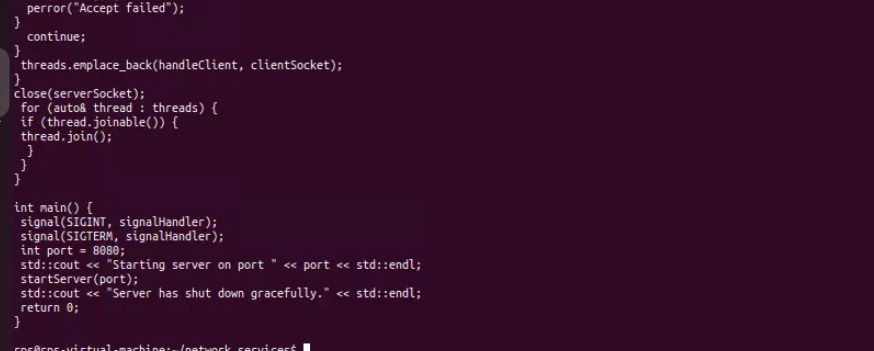 perror("Accept failed");
}
continue;
}
threads.emplace_back(handleClient, clientSocket);
}
close(serverSocket);
for (auto& thread : threads) {
if (thread.joinable()) {
thread.join();
}
}
}
int main() {
signal(SIGINT, signalHandler);
signal(SIGTERM, signalHandler);
int port = 8080;
std::cout << "Starting server on port " << port << std::endl;
startServer(port);
std::cout << "Server has shut down gracefully." << std::endl;
return 0;
}
rps@rps-virtual-machine:~/network_services$